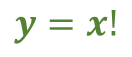 y = x!